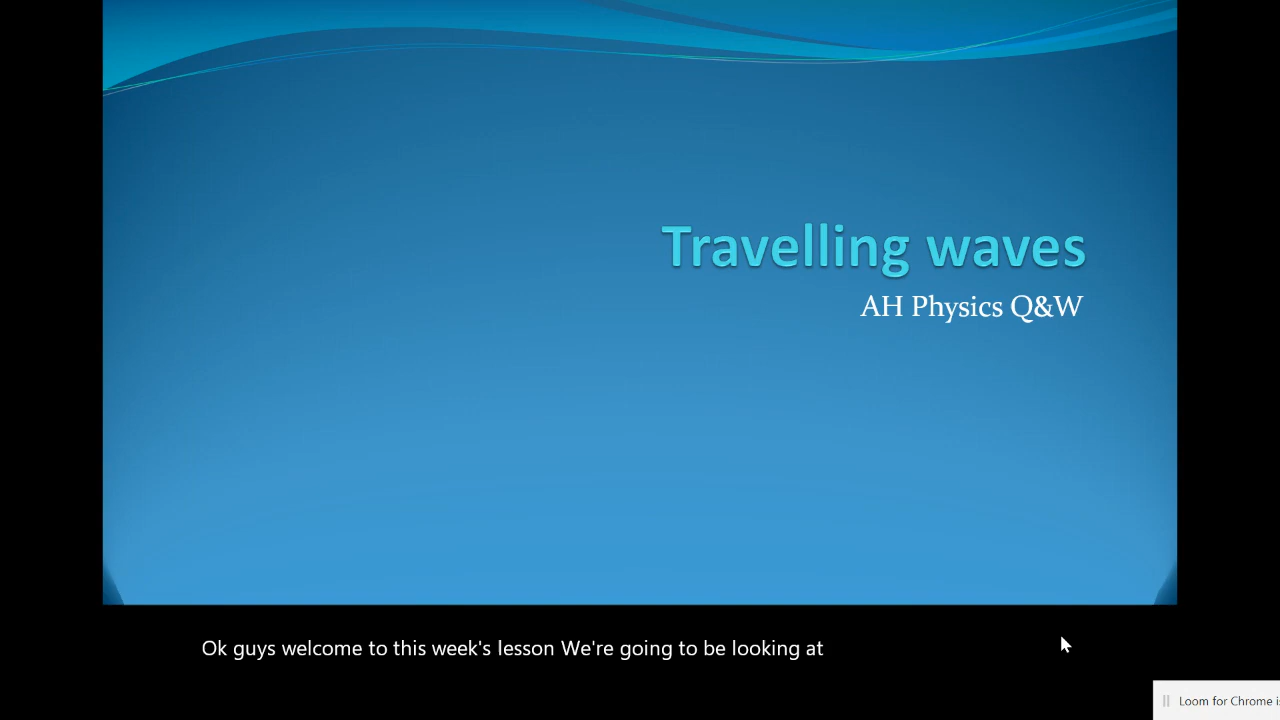 Travelling waves
AH Physics Q&W
Ok guys welcome to this week's lesson We're going to be looking at
Loom for Chrome